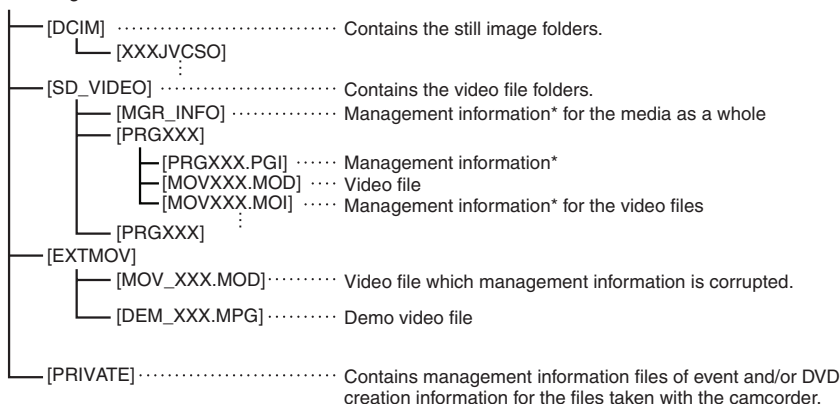 [DCIM] Contains the still image folders.
[XXXJVCSO]
[SD_VIDEO] Contains the video file folders.
[MGR_INFO] Management information* for the media as a whole
[PRGXXX]
[PRGXXX.PGI] Management information*
[MOVXXX.MOD] Video file
[MOVXXX.MOI] Management information* for the video files
[PRGXXX]
[EXTMOV]
[MOV_XXX.MOD] Video file which management information is corrupted.
[DEM_XXX.MPG] Demo video file
[PRIVATE] Contains management information files of event and/or DVD
creation information for the files taken with the camcorder.